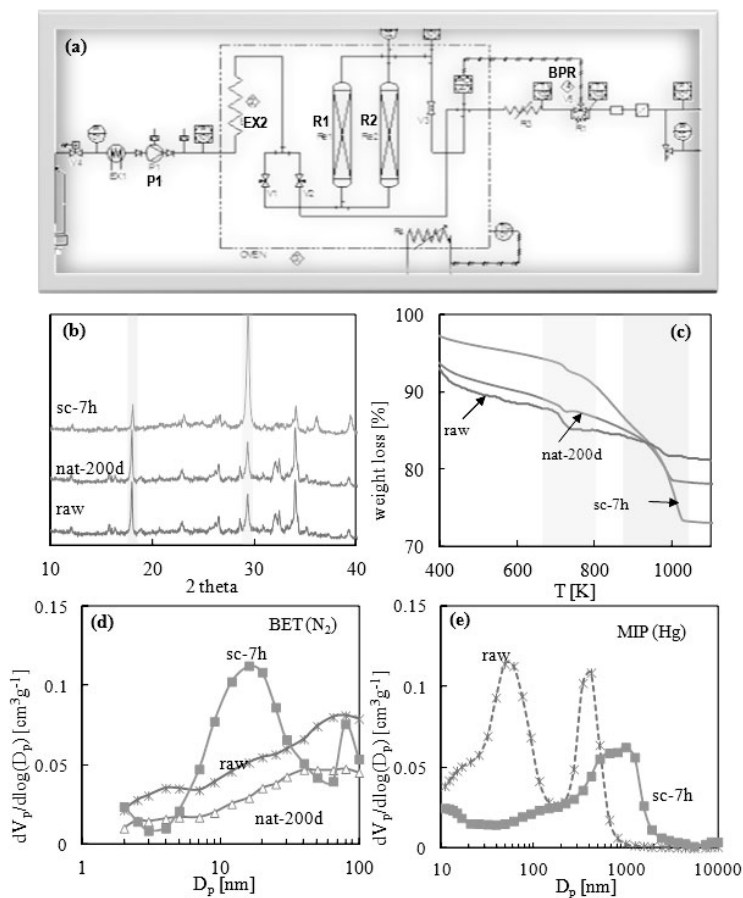 (a)
BPR
EX2
R1
R2
P1
V1
V2
EX1
OVEN
(b)
sc-7h
nat-200d
raw
10
20
30
40
2 theta
(c)
100
90
80
70
weight loss [%]
raw
nat-200d
sc-7h
400
600
800
1000
T [K]
(d)
BET (N2)
0.15
0.1
0.05
0
dVp/dlog(Dp) [cm3g-1]
sc-7h
raw
nat-200d
1
10
100
Dp [nm]
(e)
MIP (Hg)
0.15
0.1
0.05
0
dVp/dlog(Dp) [cm3g-1]
raw
sc-7h
10
100
1000
10000
Dp [nm]